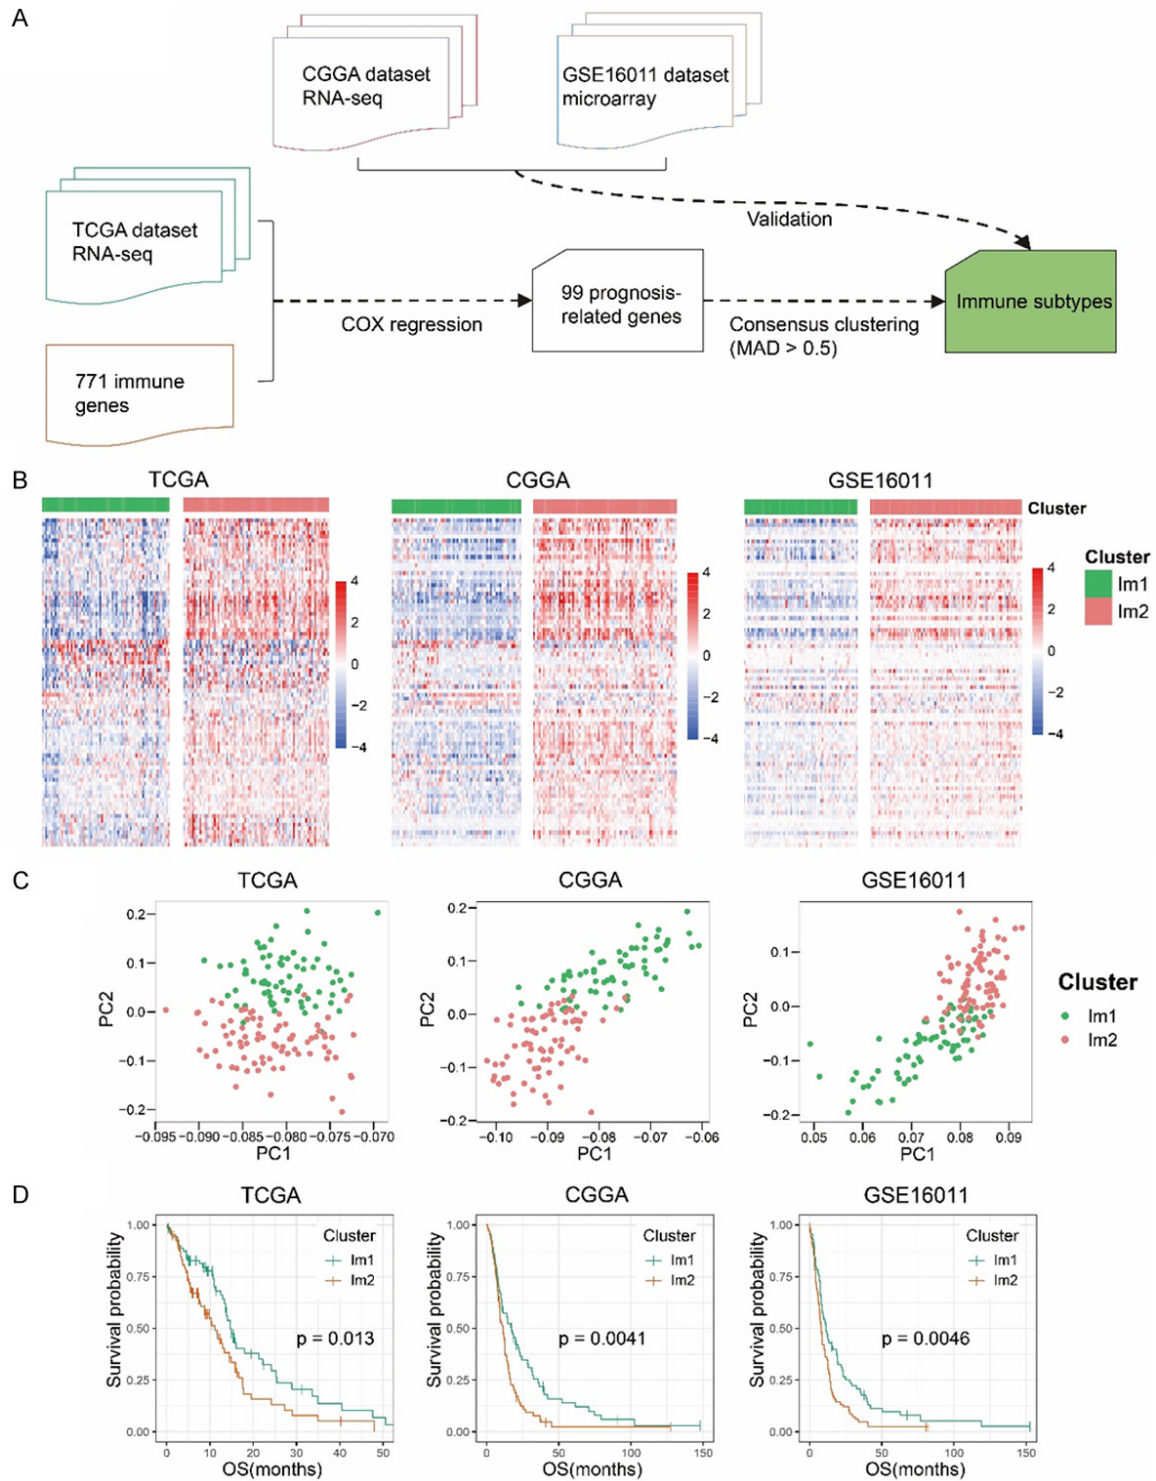 A
CGGA dataset
RNA-seq
GSE16011 dataset
microarray
TCGA dataset
RNA-seq
Validation
99 prognosis-
related genes
Immune subtypes
COX regression
Consensus clustering
(MAD > 0.5)
771 immune
genes
B
TCGA
CGGA
GSE16011
Cluster
4
2
0
−2
−4
4
2
0
−2
−4
4
2
0
−2
−4
Cluster
Im1
Im2
C
TCGA
CGGA
GSE16011
PC2
0.2
0.1
0.0
−0.1
−0.2
−0.095 −0.090 −0.085 −0.080 −0.075 −0.070
PC1
PC2
0.2
0.1
0.0
−0.1
−0.2
−0.10 −0.09 −0.08 −0.07 −0.06
PC1
PC2
0.1
0.0
−0.1
−0.2
0.05 0.06 0.07 0.08 0.09
PC1
Cluster
Im1
Im2
D
TCGA
CGGA
GSE16011
Survival probability
1.00
0.75
0.50
0.25
0.00
Cluster
Im1
Im2
p = 0.013
0 10 20 30 40 50
OS(months)
Survival probability
1.00
0.75
0.50
0.25
0.00
Cluster
Im1
Im2
p = 0.0041
0 50 100 150
OS(months)
Survival probability
1.00
0.75
0.50
0.25
0.00
Cluster
Im1
Im2
p = 0.0046
0 50 100 150
OS(months)